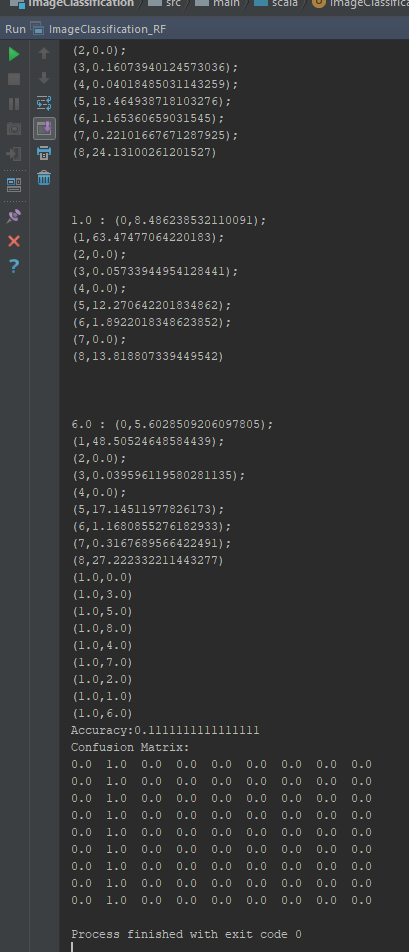 ImageClassification src main scala ImageClassifica
Run ImageClassification_RF
(2,0.0);
(3,0.16073940124573036);
(4,0.04018485031143259);
(5,18.464938718103276);
(6,1.165360659031545);
(7,0.22101667671287925);
(8,24.13100261201527)
1.0 : (0,8.486238532110091);
(1,63.47477064220183);
(2,0.0);
(3,0.05733944954128441);
(4,0.0);
(5,12.270642201834862);
(6,1.8922018348623852);
(7,0.0);
(8,13.818807339449542)
6.0 : (0,5.6028509206097805);
(1,48.50524648584439);
(2,0.0);
(3,0.039596119580281135);
(4,0.0);
(5,17.14511977826173);
(6,1.1680855276182933);
(7,0.3167689566422491);
(8,27.222332211443277)
(1.0,0.0)
(1.0,3.0)
(1.0,5.0)
(1.0,8.0)
(1.0,4.0)
(1.0,7.0)
(1.0,2.0)
(1.0,1.0)
(1.0,6.0)
Accuracy:0.1111111111111111
Confusion Matrix:
0.0 1.0 0.0 0.0 0.0 0.0 0.0 0.0 0.0
0.0 1.0 0.0 0.0 0.0 0.0 0.0 0.0 0.0
0.0 1.0 0.0 0.0 0.0 0.0 0.0 0.0 0.0
0.0 1.0 0.0 0.0 0.0 0.0 0.0 0.0 0.0
0.0 1.0 0.0 0.0 0.0 0.0 0.0 0.0 0.0
0.0 1.0 0.0 0.0 0.0 0.0 0.0 0.0 0.0
0.0 1.0 0.0 0.0 0.0 0.0 0.0 0.0 0.0
0.0 1.0 0.0 0.0 0.0 0.0 0.0 0.0 0.0
0.0 1.0 0.0 0.0 0.0 0.0 0.0 0.0 0.0
Process finished with exit code 0